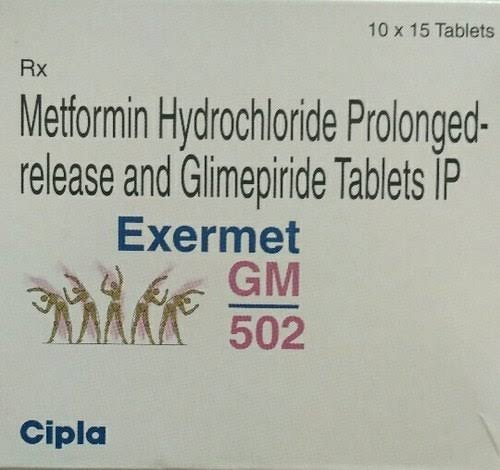 10 x 15 Tablets
Rx
Metformin Hydrochloride Prolonged-
release and Glimepiride Tablets IP
Exermet
GM
502
Cipla